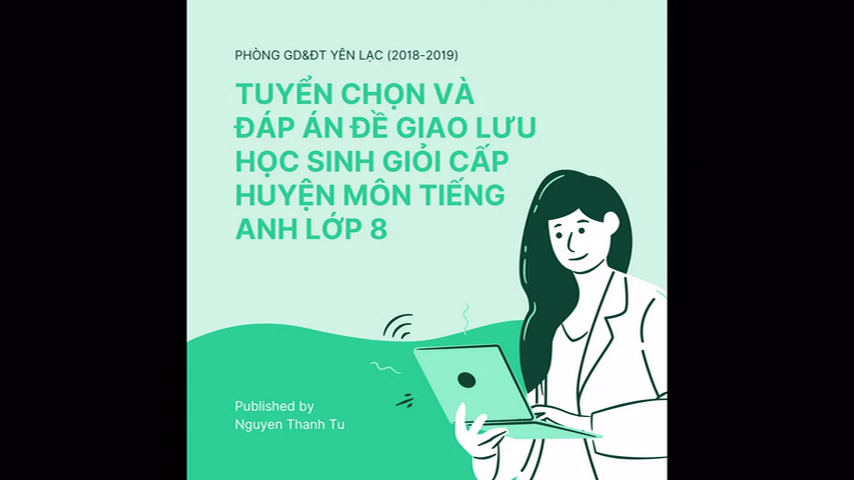 PHÒNG GD&ĐT YÊN LẠC (2018-2019)
TUYỂN CHỌN VÀ
ĐÁP ÁN ĐỀ GIAO LƯU
HỌC SINH GIỎI CẤP
HUYỆN MÔN TIẾNG
ANH LỚP 8
Published by
Nguyen Thanh Tu